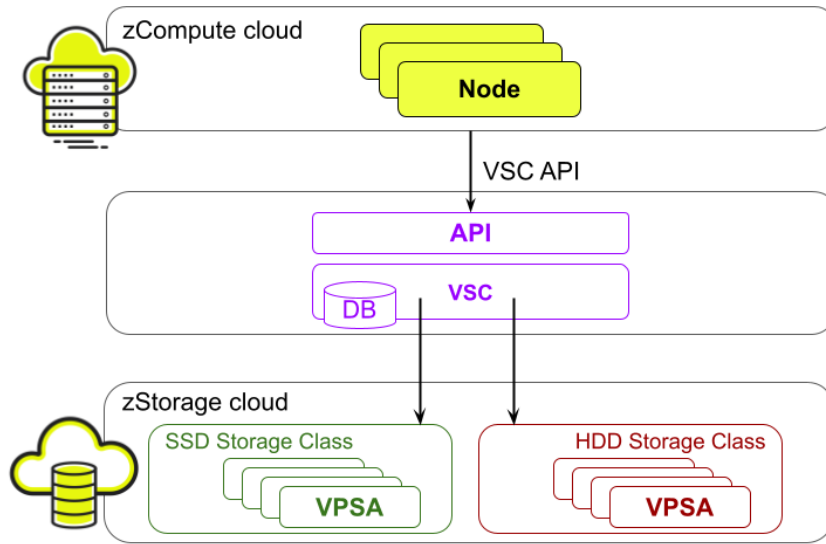 zCompute cloud
Node
VSC API
API
VSC
DB
zStorage cloud
SSD Storage Class
HDD Storage Class
VPSA
VPSA